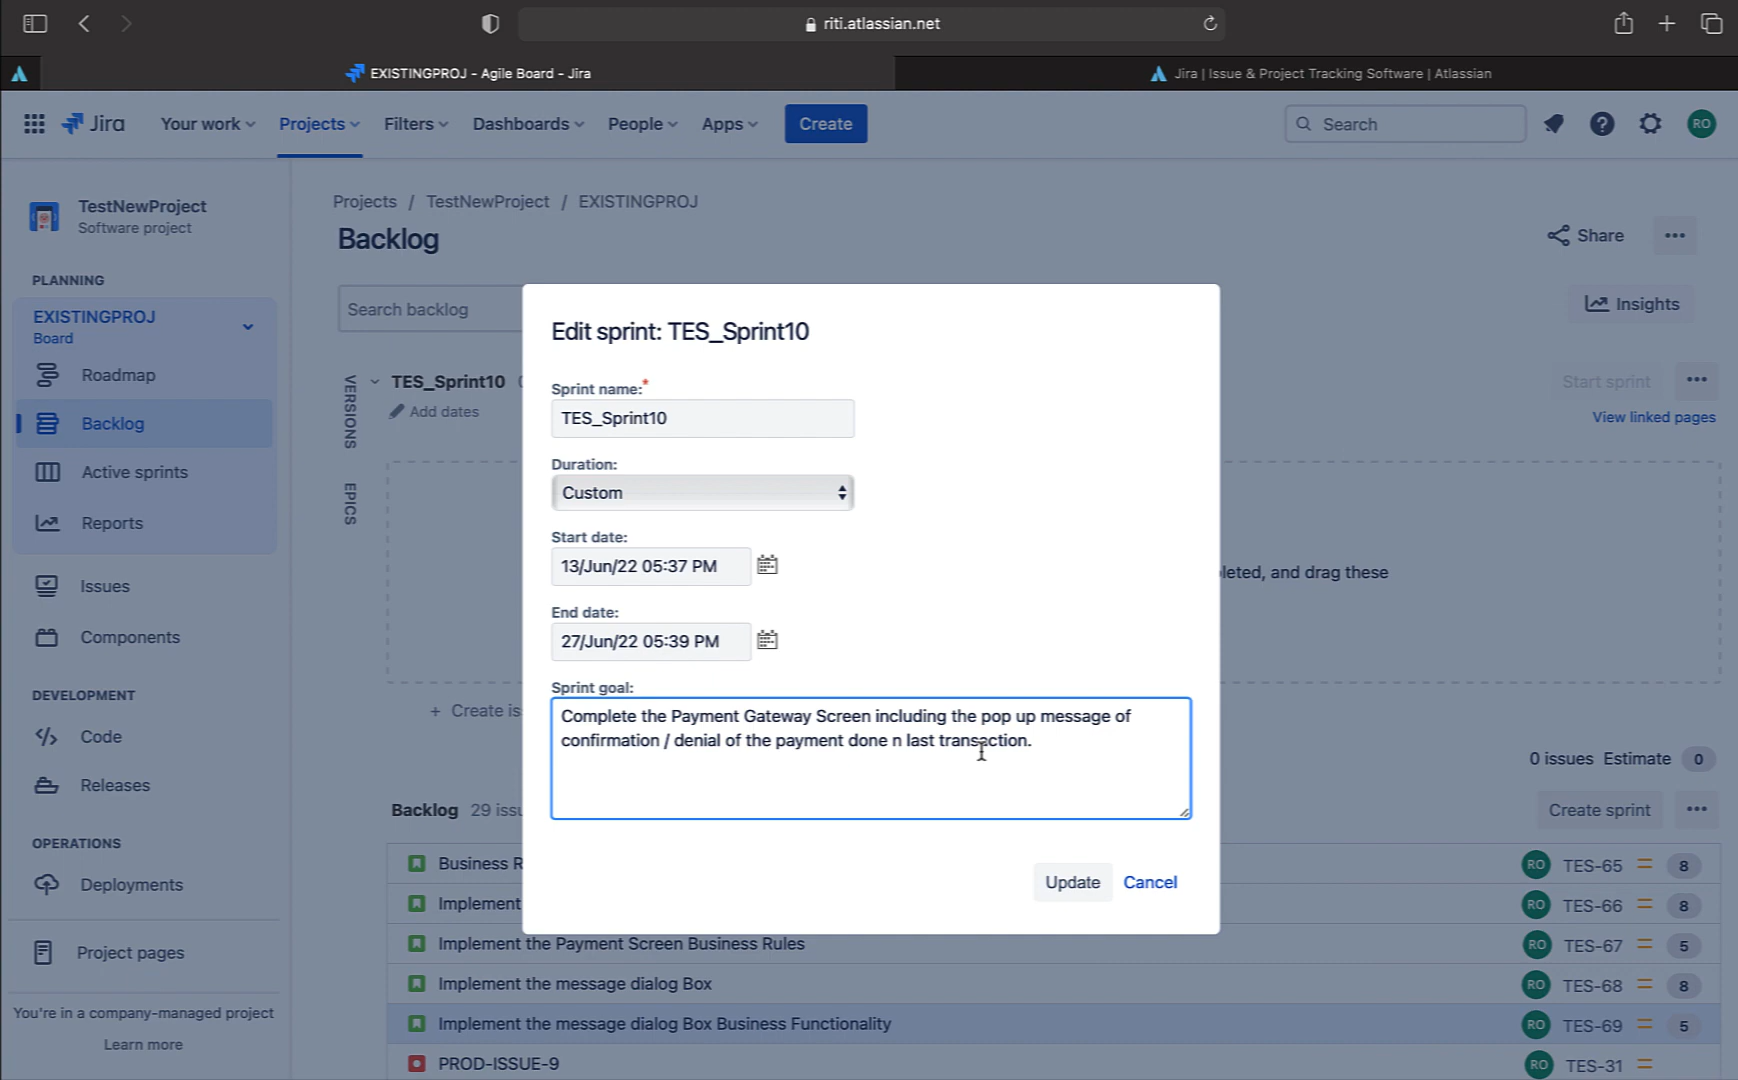 riti.atlassian.net
EXISTINGPROJ - Agile Board - Jira
Jira | Issue & Project Tracking Software | Atlassian
Jira
Your work
Projects
Filters
Dashboards
People
Apps
Create
Search
RO
TestNewProject
Software project
PLANNING
EXISTINGPROJ
Board
Roadmap
Backlog
Active sprints
Reports
Issues
Components
DEVELOPMENT
Code
Releases
OPERATIONS
Deployments
Project pages
You're in a company-managed project
Learn more
Projects / TestNewProject / EXISTINGPROJ
Backlog
Share
Search backlog
Insights
VERSIONS
EPICS
TES_Sprint10
Add dates
Start sprint
View linked pages
leted, and drag these
+ Create is
0 issues Estimate 0
Edit sprint: TES_Sprint10
Sprint name:*
TES_Sprint10
Duration:
Custom
Start date:
13/Jun/22 05:37 PM
End date:
27/Jun/22 05:39 PM
Sprint goal:
Complete the Payment Gateway Screen including the pop up message of
confirmation / denial of the payment done n last transaction.
Update
Cancel
Backlog 29 issu
Create sprint
Business R
RO TES-65 8
Implement
RO TES-66 8
Implement the Payment Screen Business Rules
RO TES-67 5
Implement the message dialog Box
RO TES-68 8
Implement the message dialog Box Business Functionality
RO TES-69 5
PROD-ISSUE-9
RO TES-31